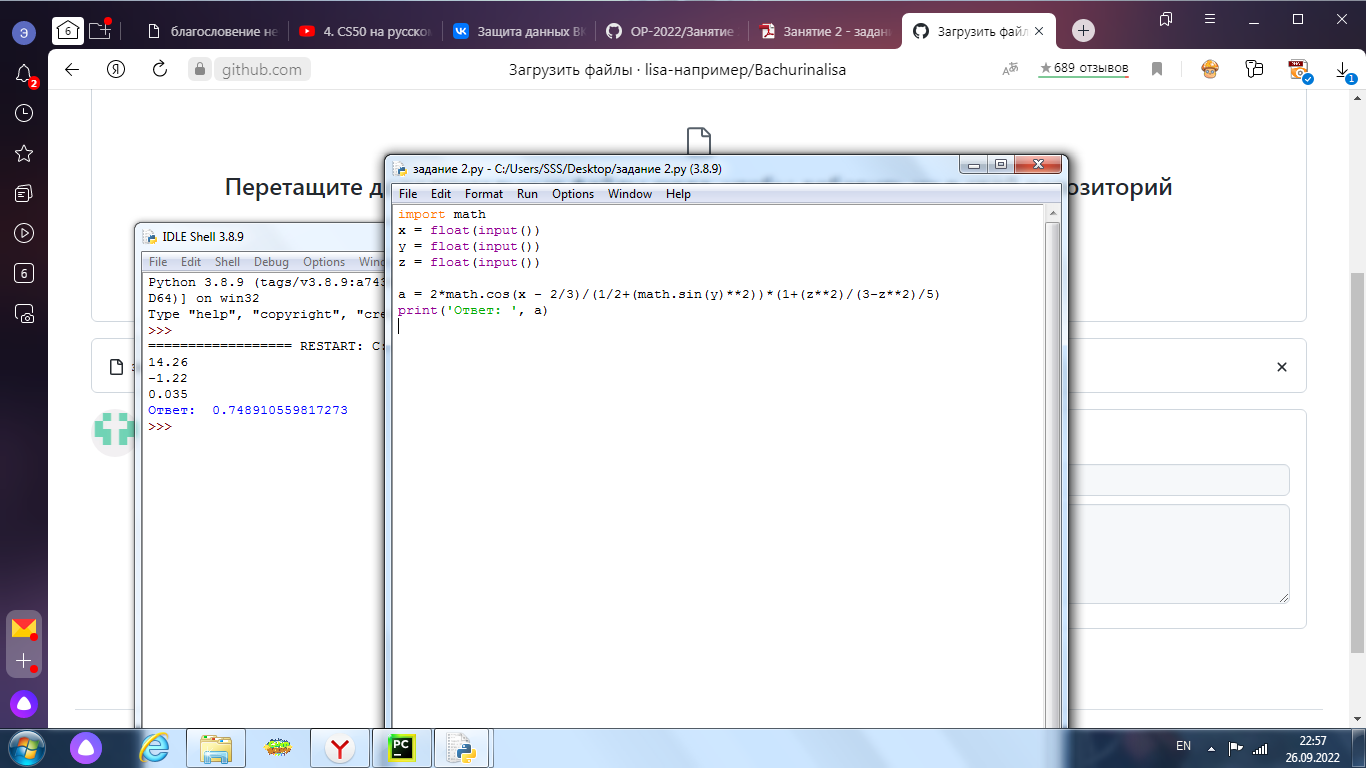 Э
6
благословение не
4. CS50 на русско
Защита данных ВК
OP-2022/Занятие
Занятие 2 - задан
Загрузить файл
2
github.com
Загрузить файлы · lisa-например/Bachurinalisa
689 отзывов
1
6
Перетащите д
озиторий
задание 2.py - C:/Users/SSS/Desktop/задание 2.py (3.8.9)
File Edit Format Run Options Window Help
import math
x = float(input())
y = float(input())
z = float(input())
a = 2*math.cos(x - 2/3)/(1/2+(math.sin(y)**2))*(1+(z**2)/(3-z**2)/5)
print('Ответ: ', a)
IDLE Shell 3.8.9
File Edit Shell Debug Options Wind
Python 3.8.9 (tags/v3.8.9:a743
D64)] on win32
Type "help", "copyright", "cre
>>>
================== RESTART: C:
14.26
-1.22
0.035
Ответ:  0.748910559817273
>>>
PC
EN
22:57
26.09.2022